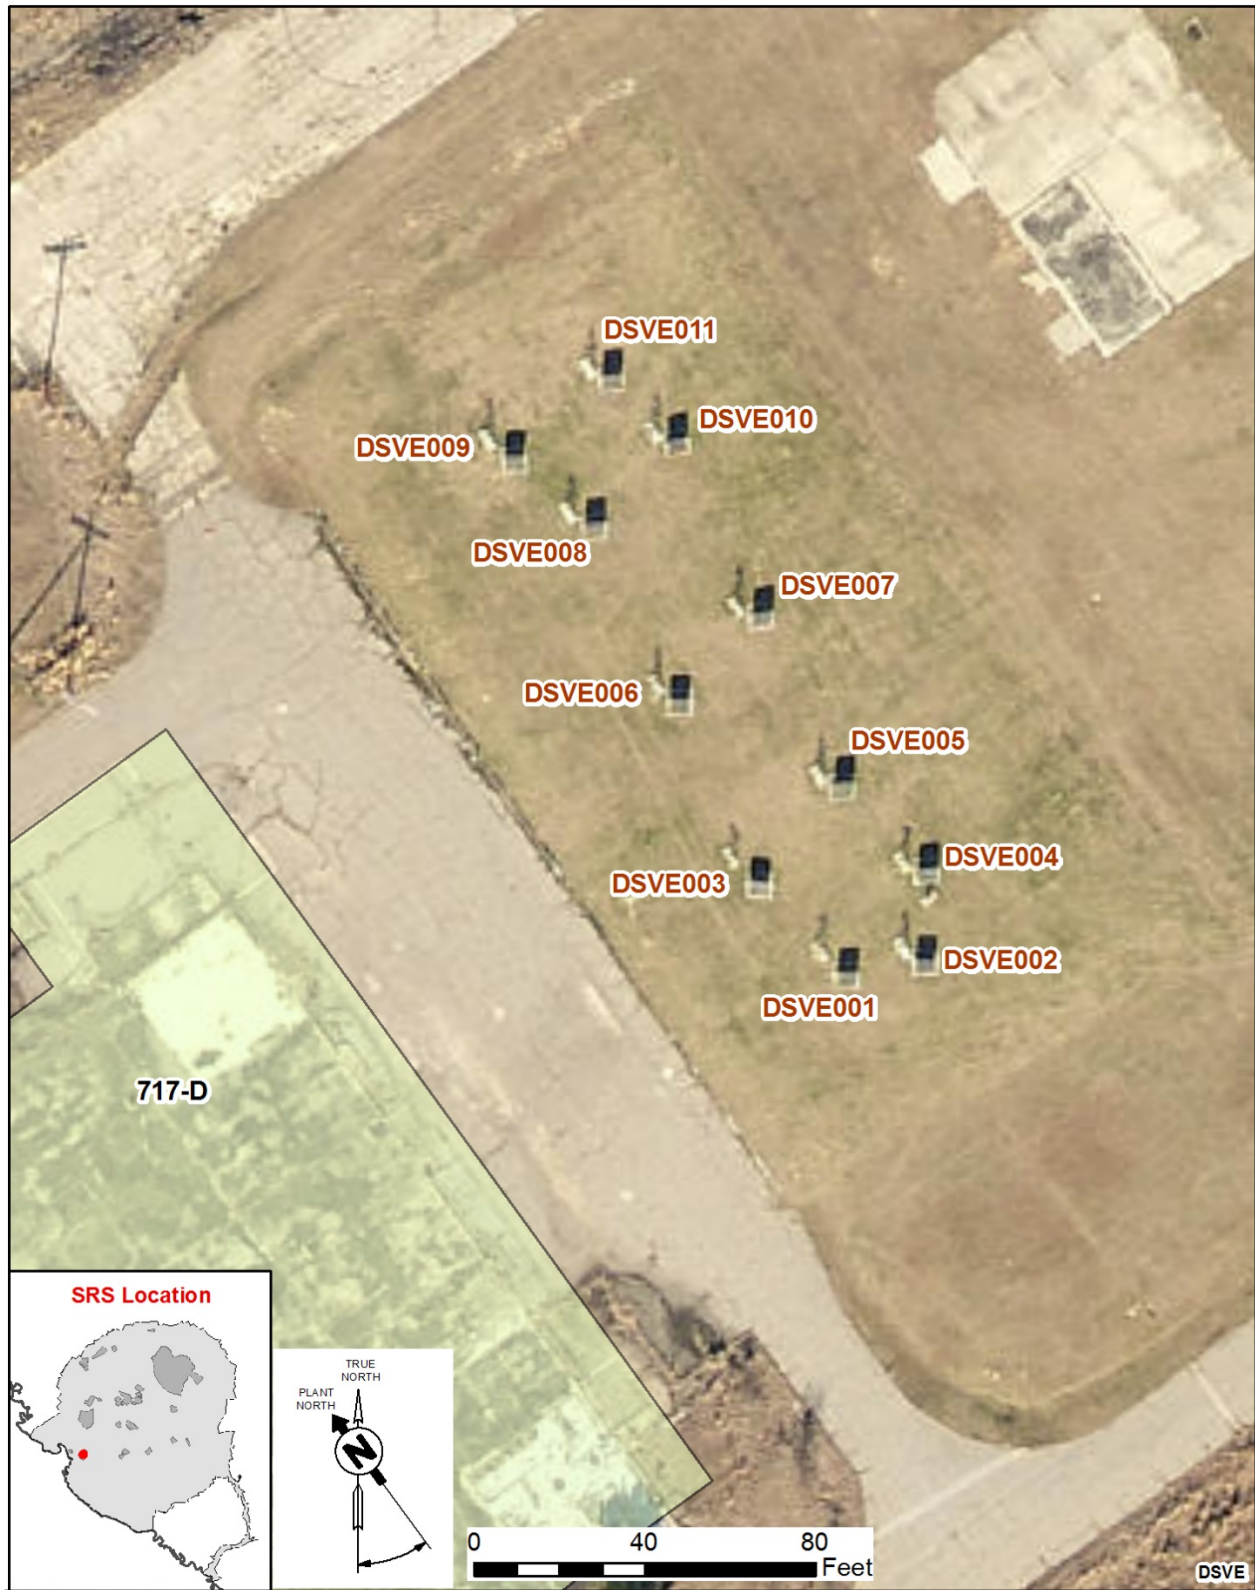 DSVE011
DSVE010
DSVE009
DSVE008
DSVE007
DSVE006
DSVE005
DSVE004
DSVE003
DSVE002
DSVE001
717-D
SRS Location
TRUE
NORTH
PLANT
NORTH
N
0 40 80
Feet
DSVE